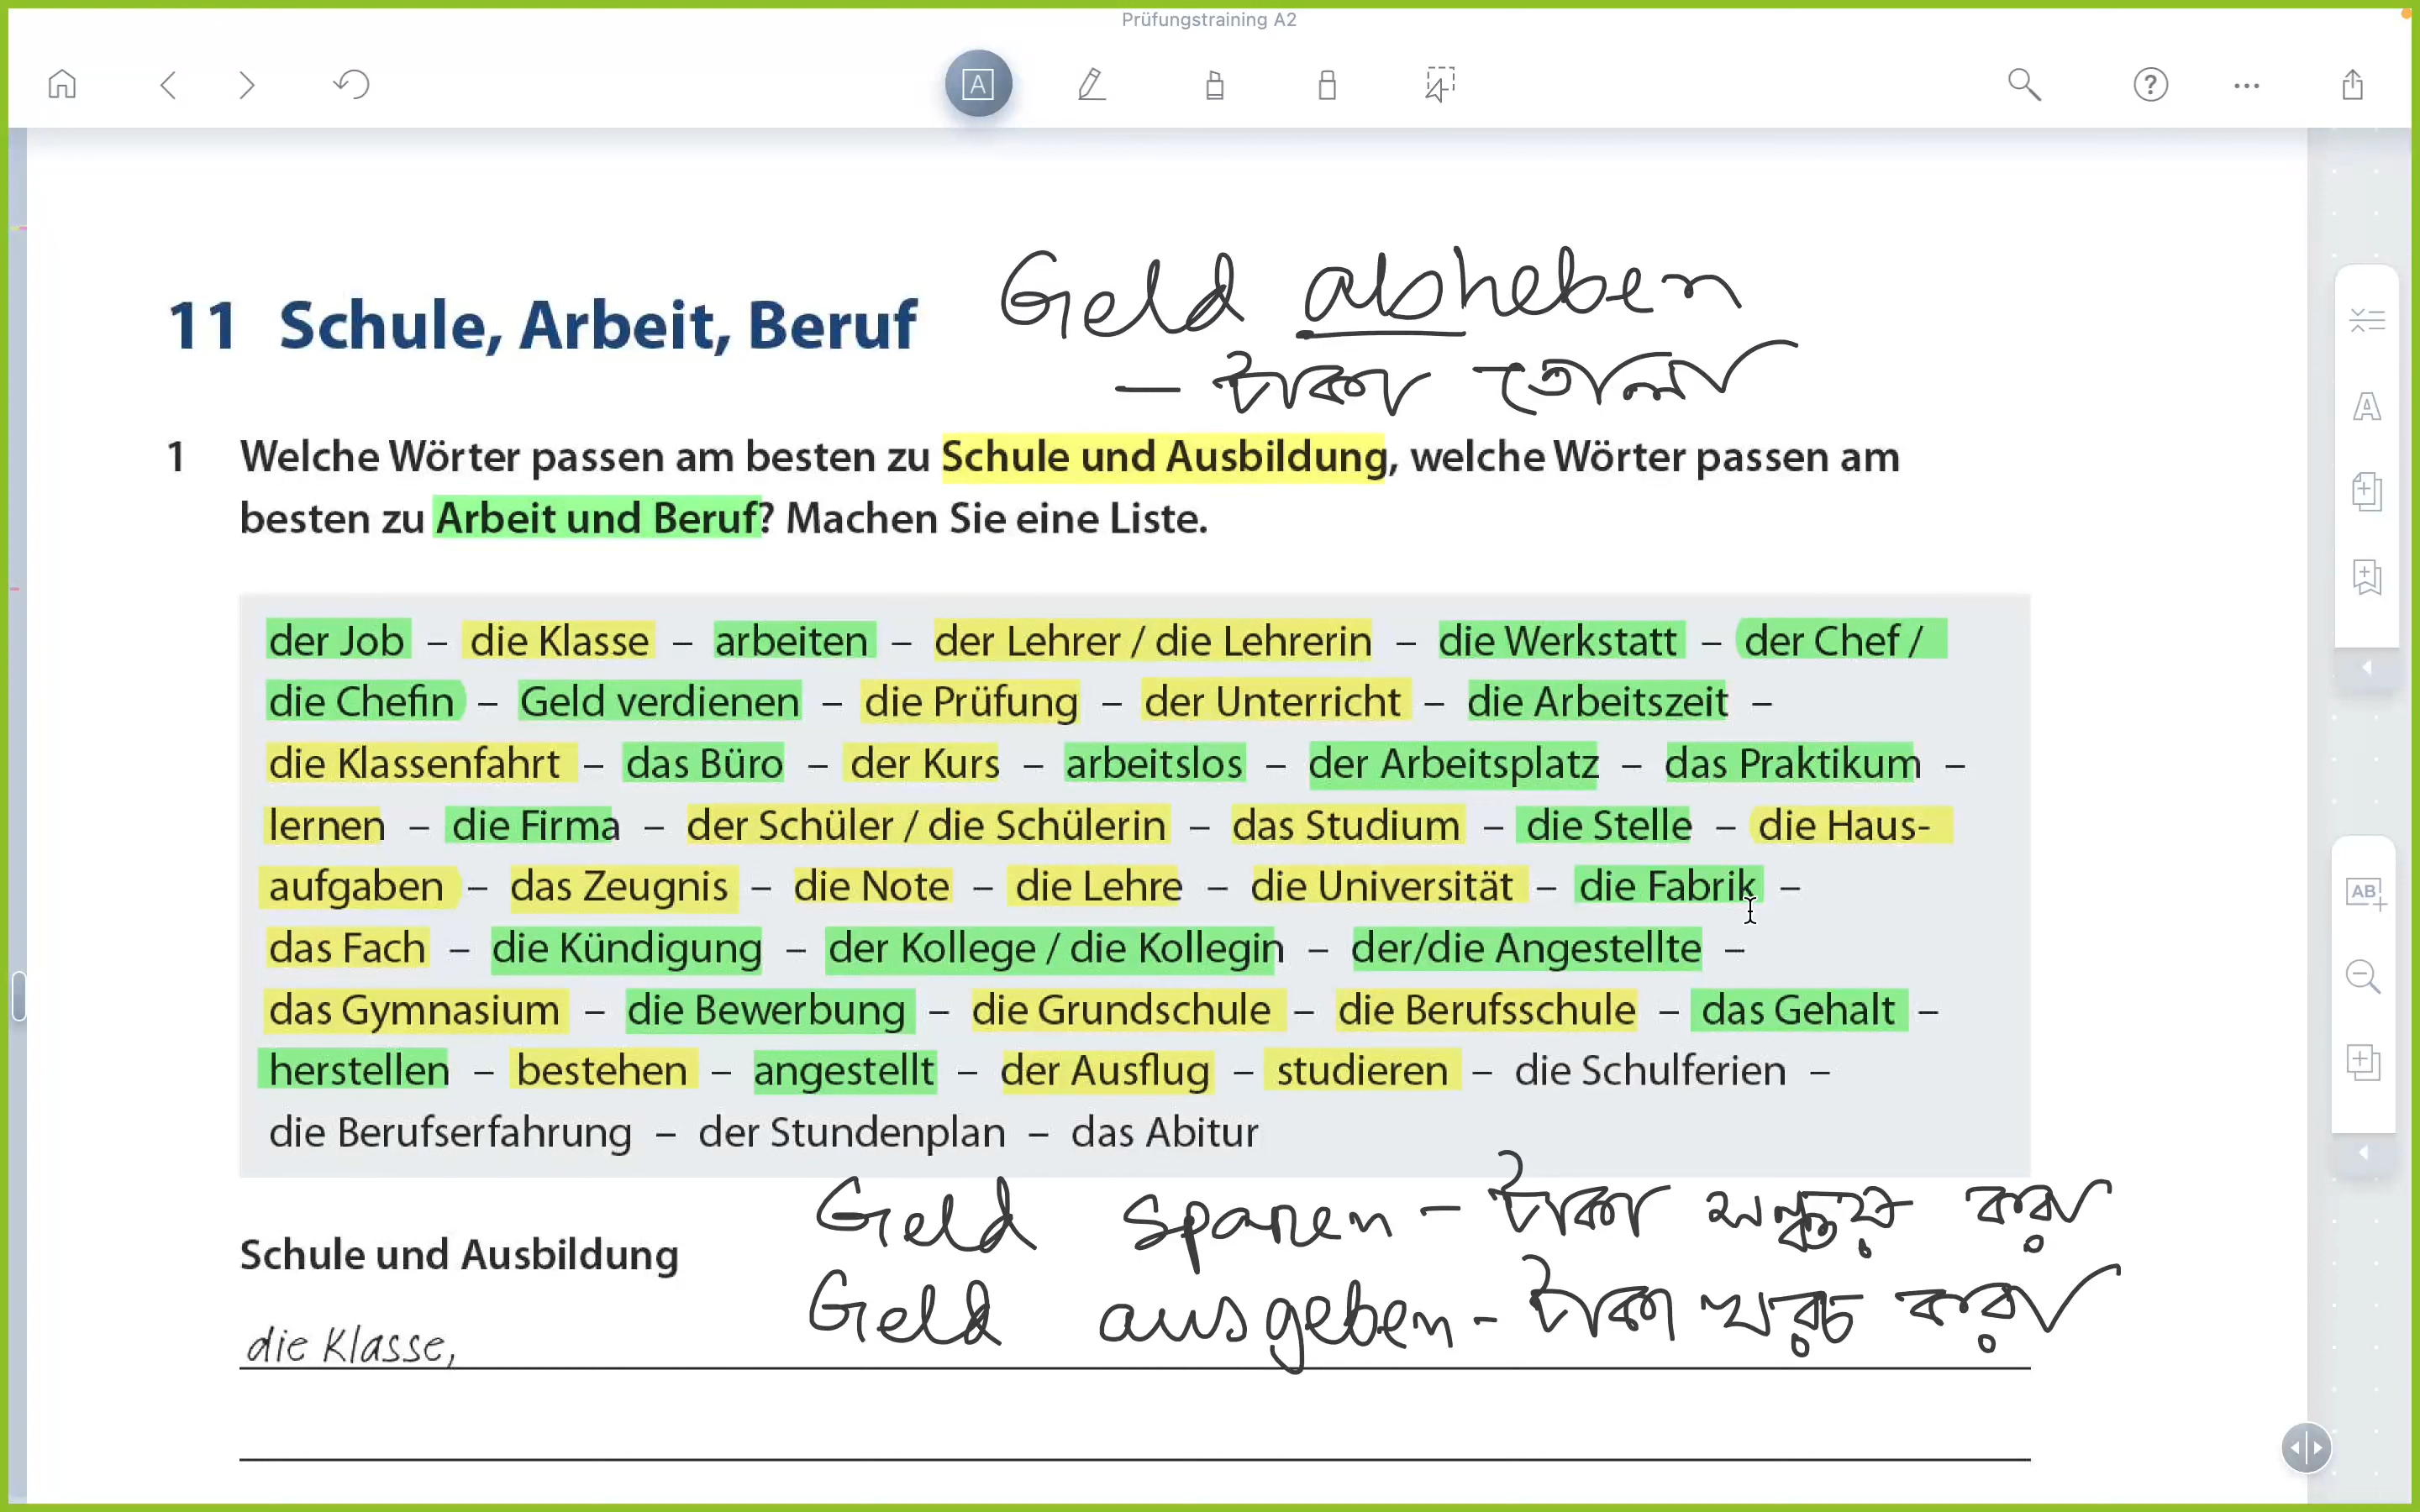 Prüfungstraining A2
Geld abheben
11 Schule, Arbeit, Beruf
– টাকা তোলা
1 Welche Wörter passen am besten zu Schule und Ausbildung, welche Wörter passen am
besten zu Arbeit und Beruf? Machen Sie eine Liste.
der Job – die Klasse – arbeiten – der Lehrer / die Lehrerin – die Werkstatt – der Chef /
die Chefin – Geld verdienen – die Prüfung – der Unterricht – die Arbeitszeit –
die Klassenfahrt – das Büro – der Kurs – arbeitslos – der Arbeitsplatz – das Praktikum –
lernen – die Firma – der Schüler / die Schülerin – das Studium – die Stelle – die Haus-
aufgaben – das Zeugnis – die Note – die Lehre – die Universität – die Fabrik –
das Fach – die Kündigung – der Kollege / die Kollegin – der/die Angestellte –
das Gymnasium – die Bewerbung – die Grundschule – die Berufsschule – das Gehalt –
herstellen – bestehen – angestellt – der Ausflug – studieren – die Schulferien –
die Berufserfahrung – der Stundenplan – das Abitur
Geld sparen – টাকা সঞ্চয় করা
Schule und Ausbildung
Geld ausgeben – টাকা খরচ করা
die Klasse,